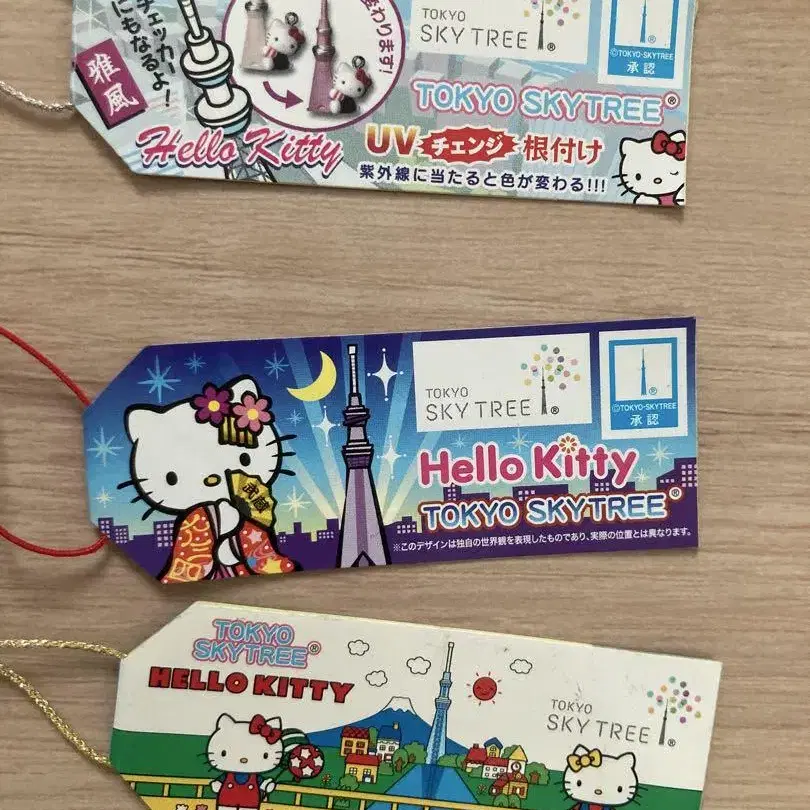 チェッカー
にもなるよ!
雅風
変わります!
TOKYO
SKY TREE®
®
©TOKYO-SKYTREE
承認
TOKYO SKYTREE®
Hello Kitty
UV チェンジ 根付け
紫外線に当たると色が変わる!!!
TOKYO
SKY TREE®
®
©TOKYO-SKYTREE
承認
Hello Kitty
TOKYO SKYTREE®
※このデザインは独自の世界観を表現したものであり、実際の位置とは異なります。
TOKYO
SKYTREE®
HELLO KITTY
TOKYO
SKY TREE®